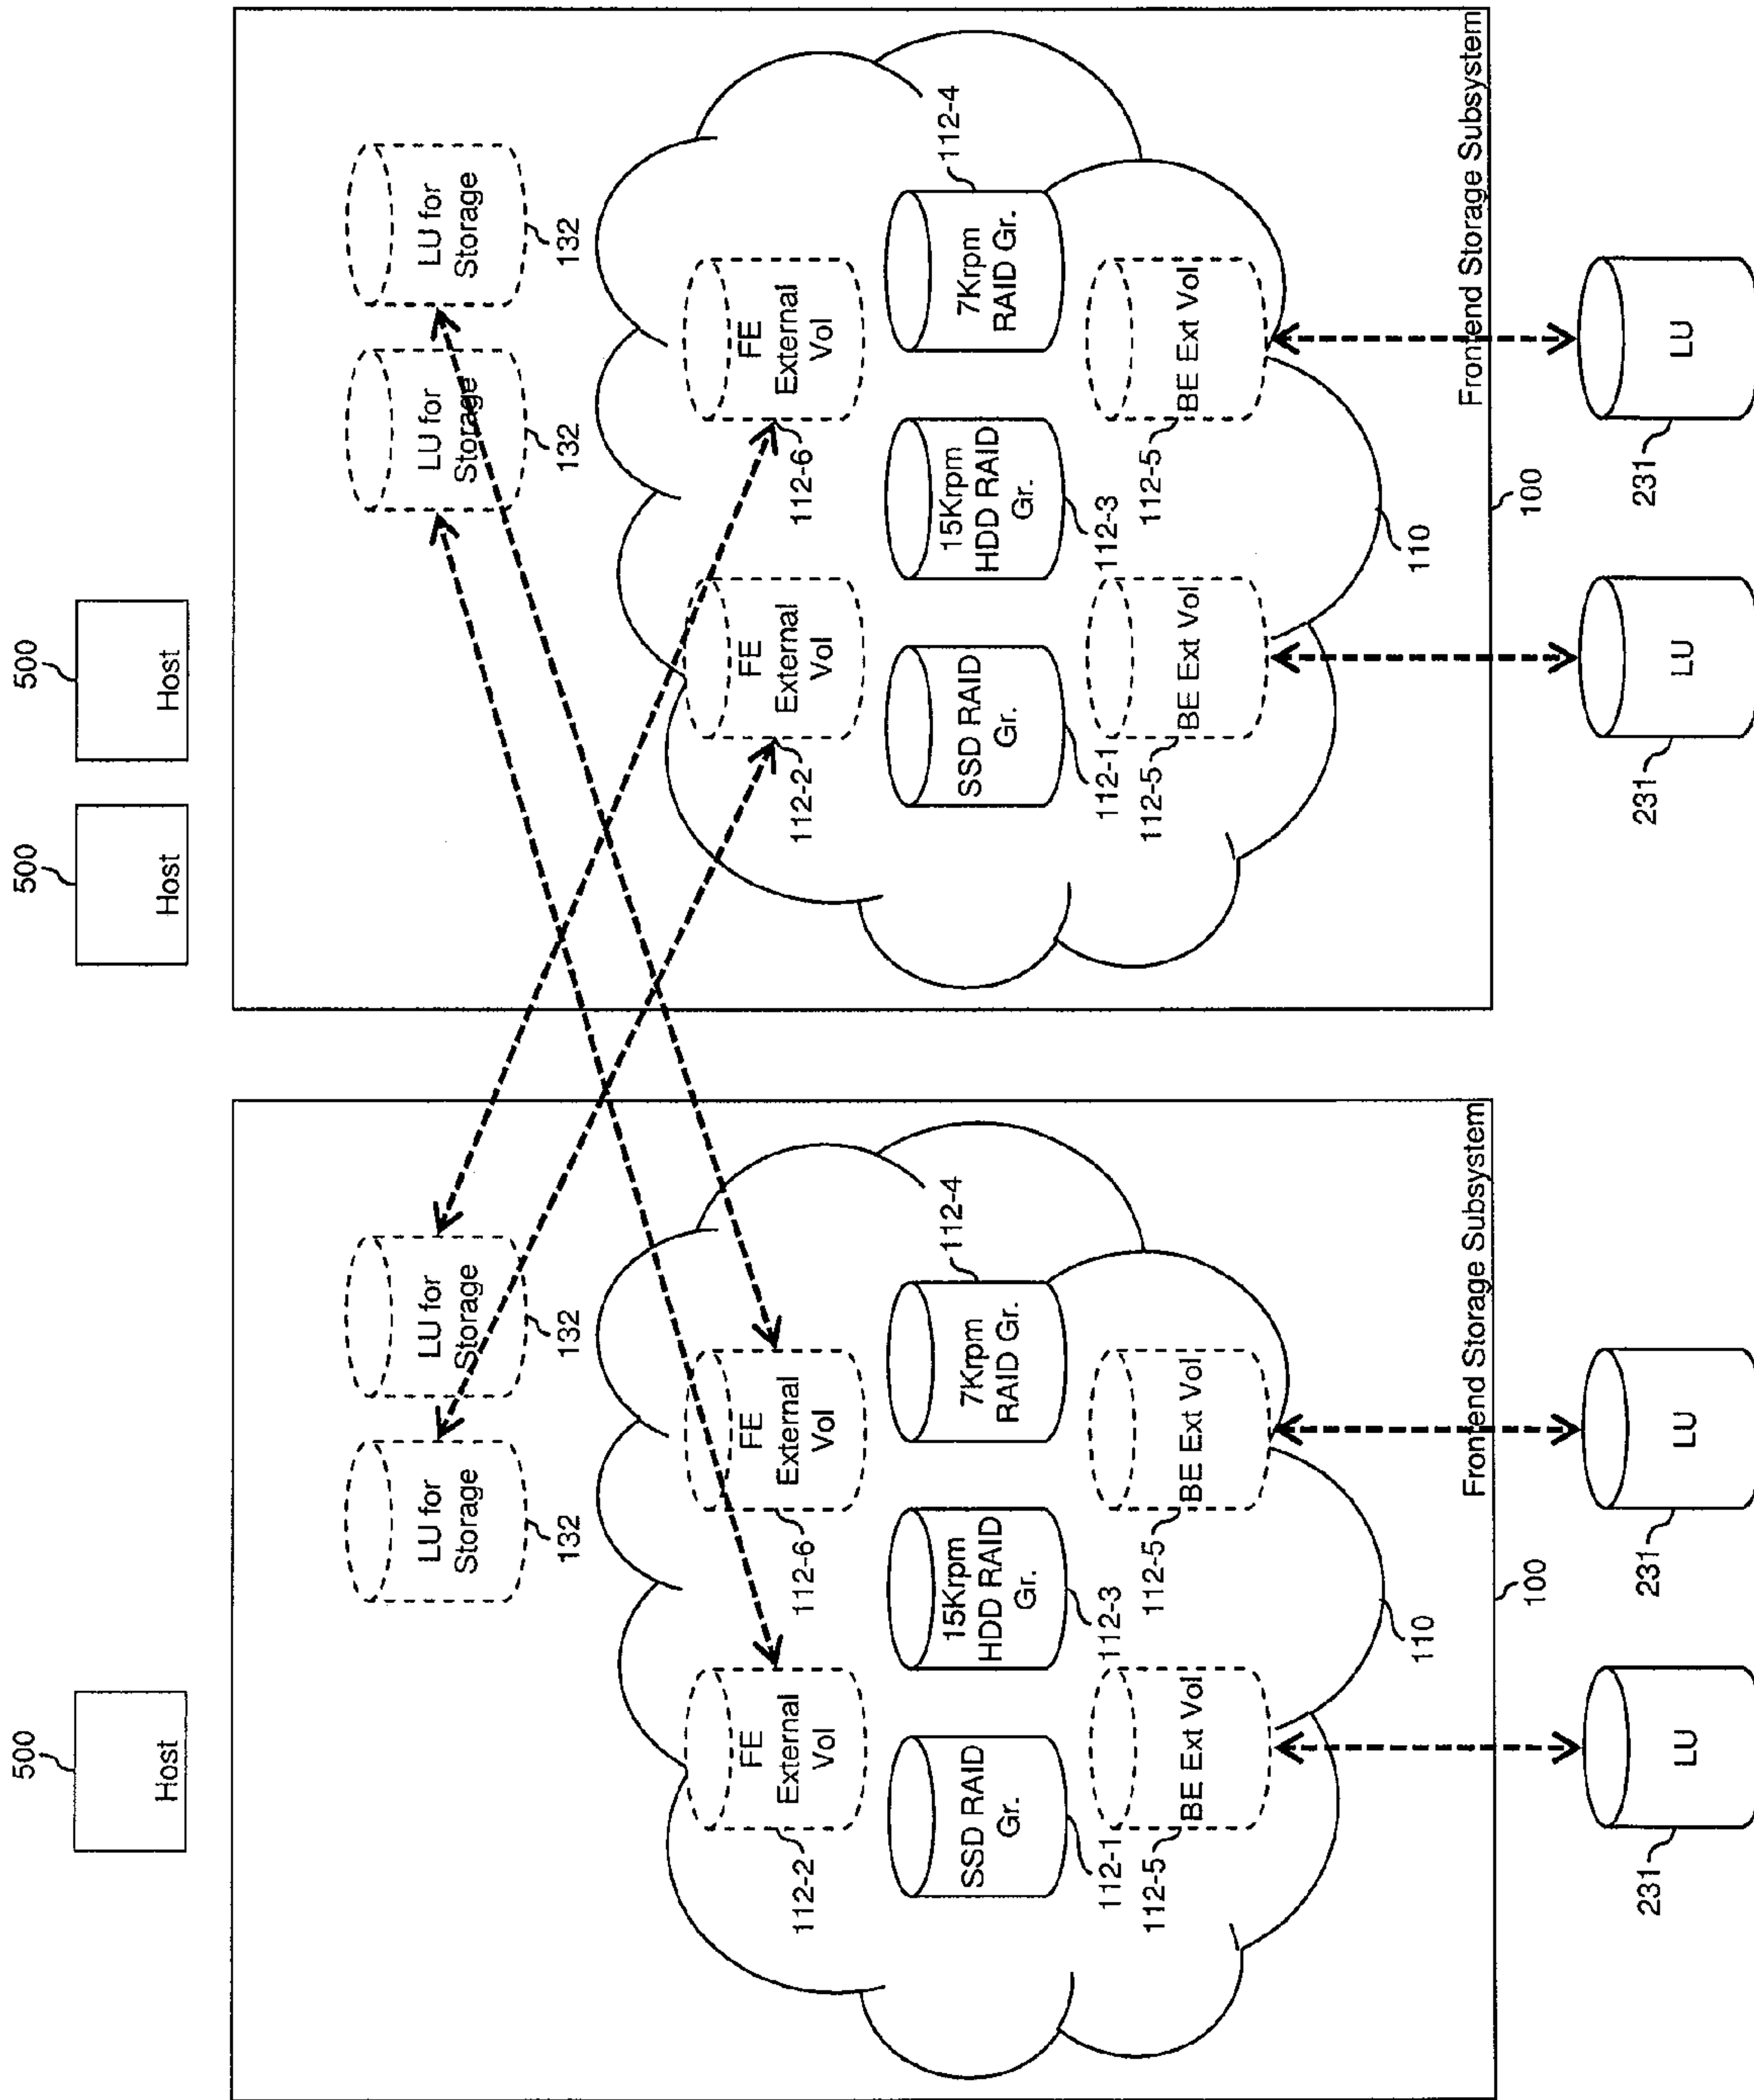 500
Host
500
Host
500
Host
LU for
Storage
132
LU for
Storage
132
FE
External
Vol
112-2
FE
External
Vol
112-6
SSD RAID
Gr.
112-1
15Krpm
HDD RAID
Gr.
112-3
7Krpm
RAID Gr.
112-4
BE Ext Vol
112-5
BE Ext Vol
112-5
110
Frontend Storage Subsystem
100
LU
231
LU
231
LU for
Storage
132
LU for
Storage
132
FE
External
Vol
112-2
FE
External
Vol
112-6
SSD RAID
Gr.
112-1
15Krpm
HDD RAID
Gr.
112-3
7Krpm
RAID Gr.
112-4
BE Ext Vol
112-5
BE Ext Vol
112-5
110
Frontend Storage Subsystem
100
LU
231
LU
231